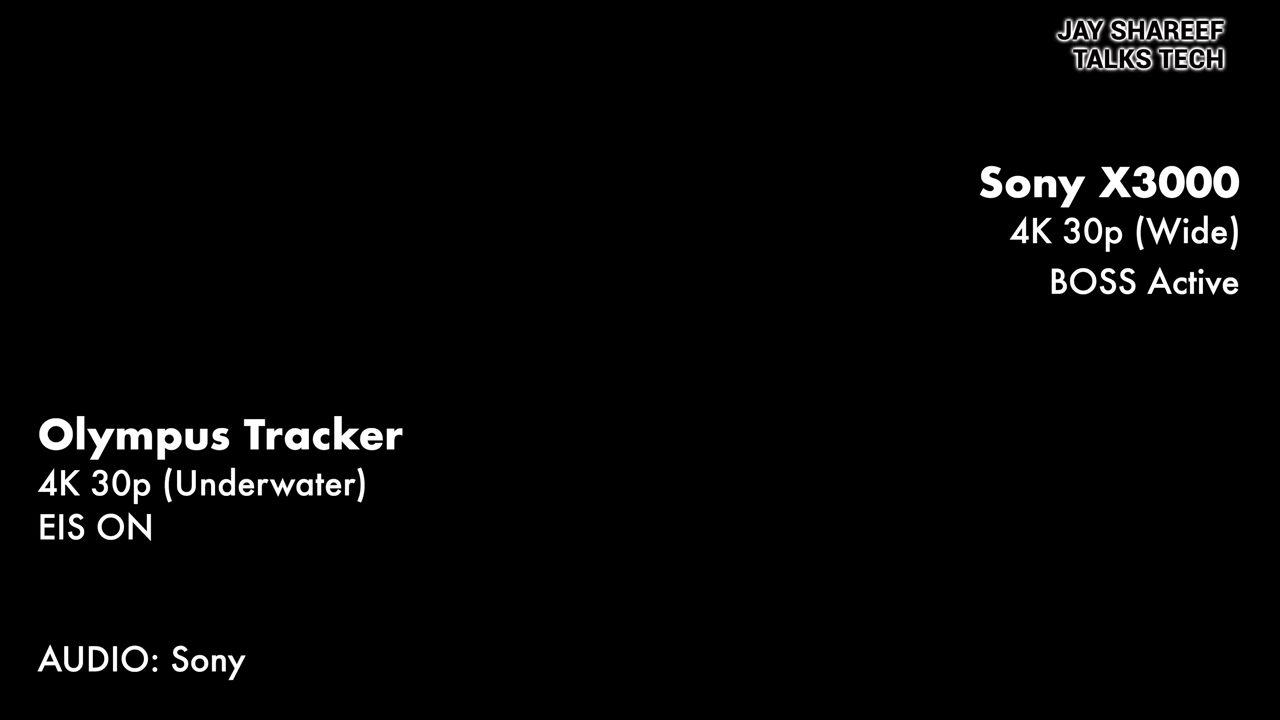 JAY SHAREEF
TALKS TECH
Sony X3000
4K 30p (Wide)
BOSS Active
Olympus Tracker
4K 30p (Underwater)
EIS ON
AUDIO: Sony